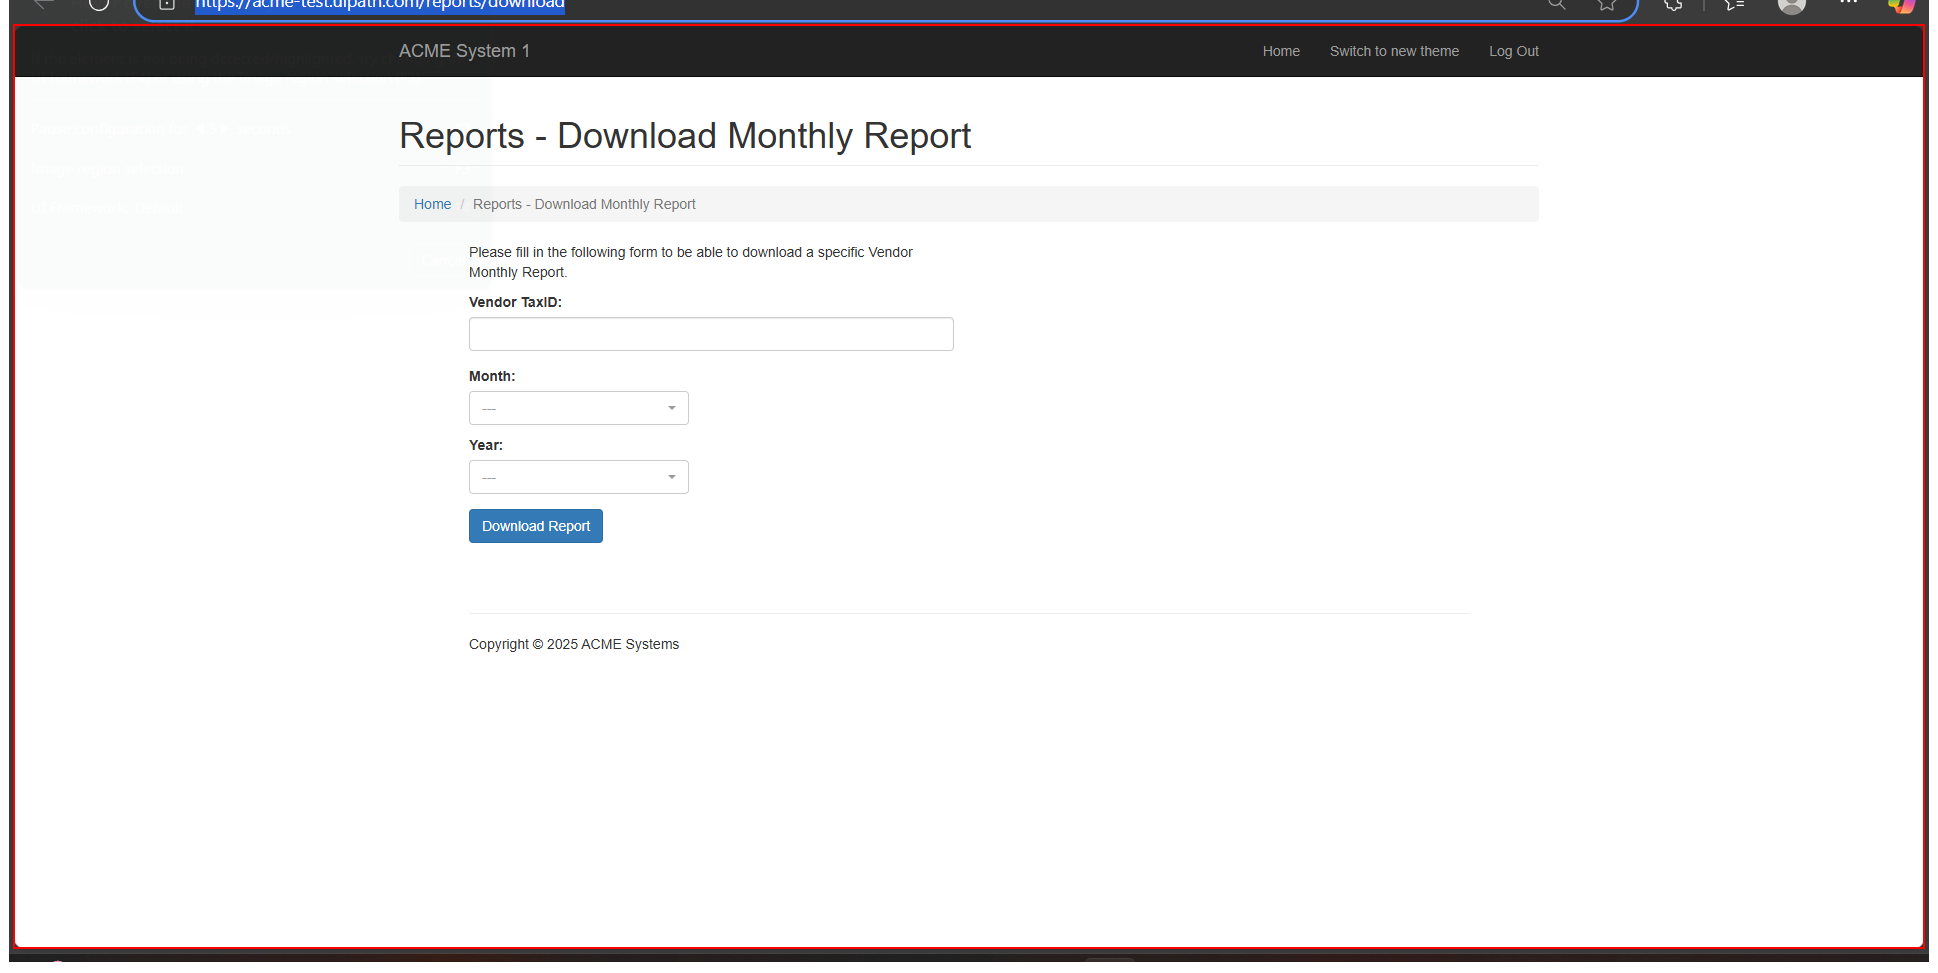 https://acme-test.uipath.com/reports/download
ACME System 1
Home
Switch to new theme
Log Out
Reports - Download Monthly Report
Home / Reports - Download Monthly Report
Please fill in the following form to be able to download a specific Vendor
Monthly Report.
Vendor TaxID:
Month:
---
Year:
---
Download Report
Copyright © 2025 ACME Systems